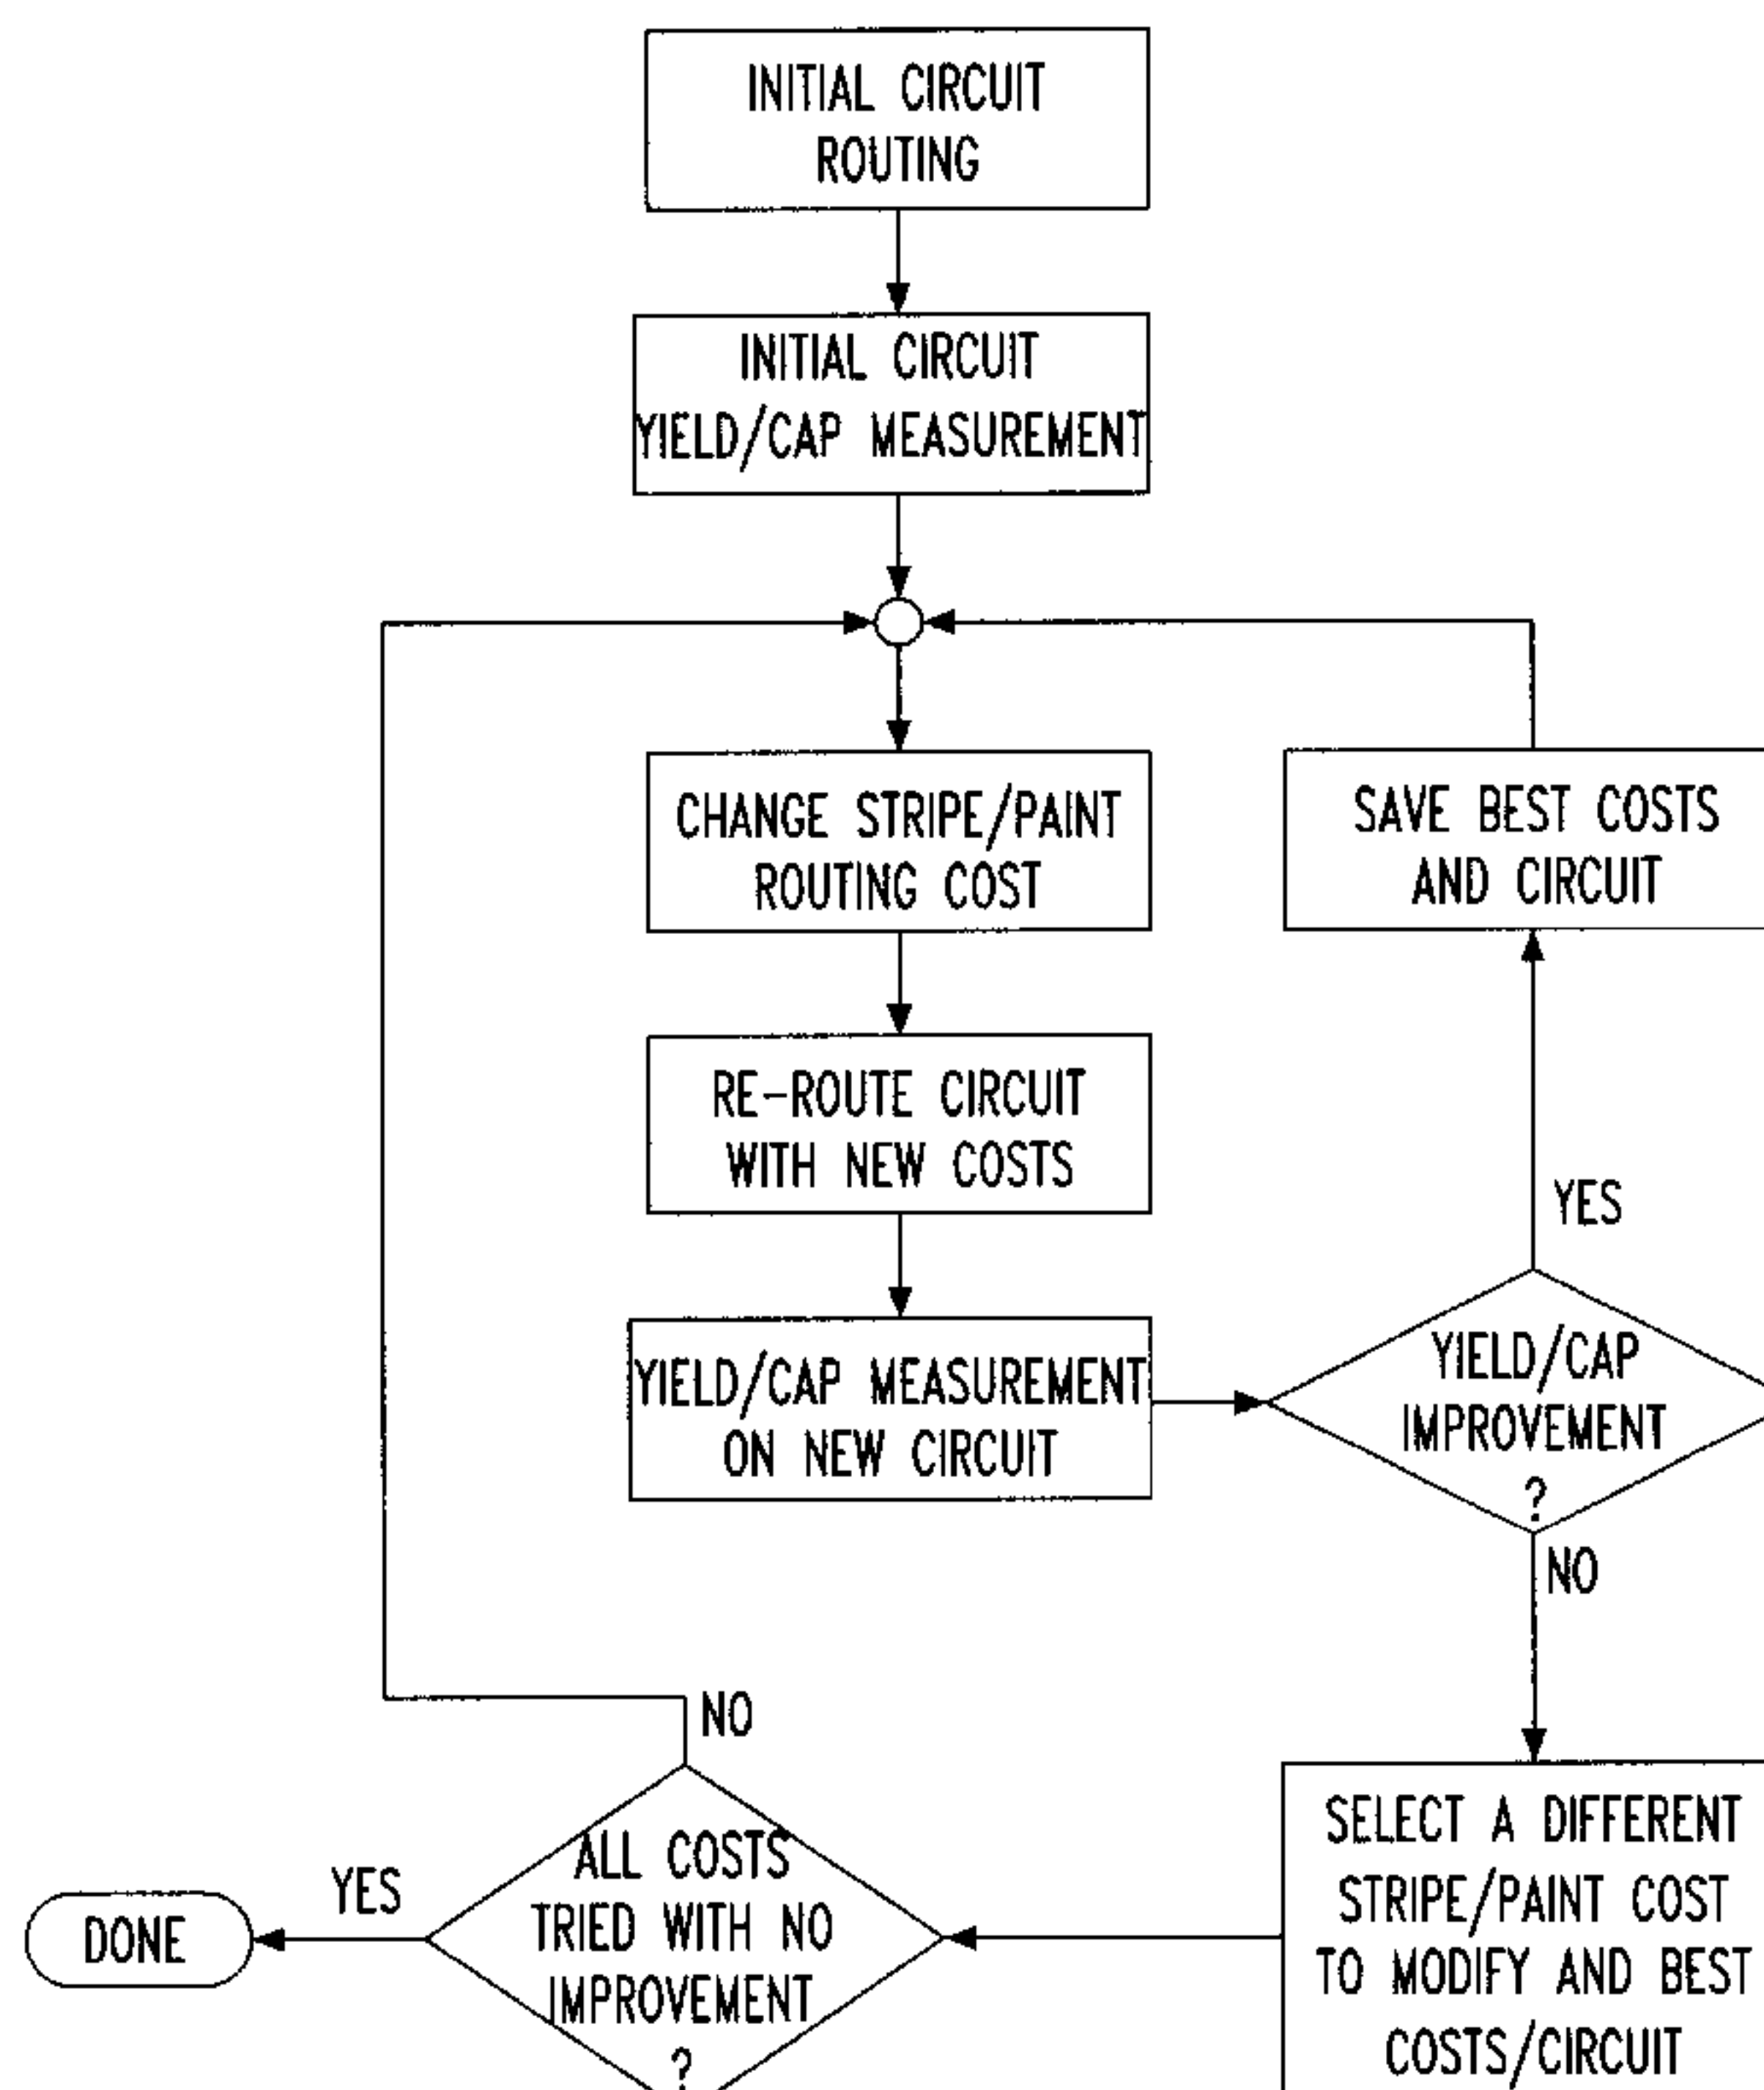 INITIAL CIRCUIT
ROUTING
INITIAL CIRCUIT
YIELD/CAP MEASUREMENT
CHANGE STRIPE/PAINT
ROUTING COST
SAVE BEST COSTS
AND CIRCUIT
RE-ROUTE CIRCUIT
WITH NEW COSTS
YES
YIELD/CAP MEASUREMENT
ON NEW CIRCUIT
YIELD/CAP
IMPROVEMENT
?
NO
NO
SELECT A DIFFERENT
STRIPE/PAINT COST
TO MODIFY AND BEST
COSTS/CIRCUIT
ALL COSTS
TRIED WITH NO
IMPROVEMENT
?
YES
DONE